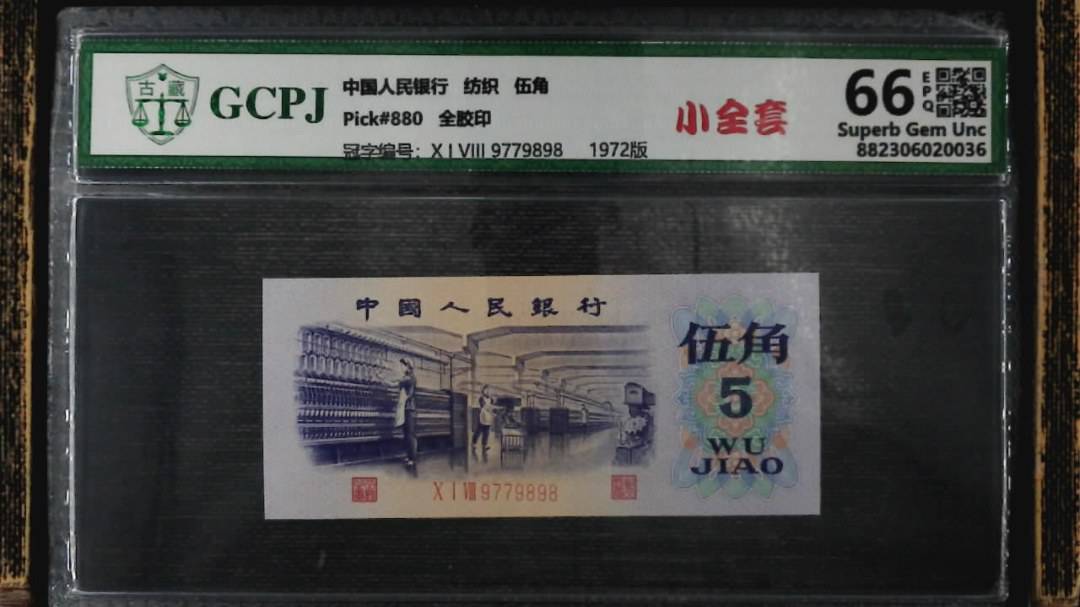 古藏
GCPJ
中国人民银行 纺织 伍角
Pick#880 全胶印
冠字编号: X I VIII 9779898 1972版
小全套
66 EPQ
Superb Gem Unc
882306020036
中國人民銀行
伍角
5
WU
JIAO
X I VIII 9779898